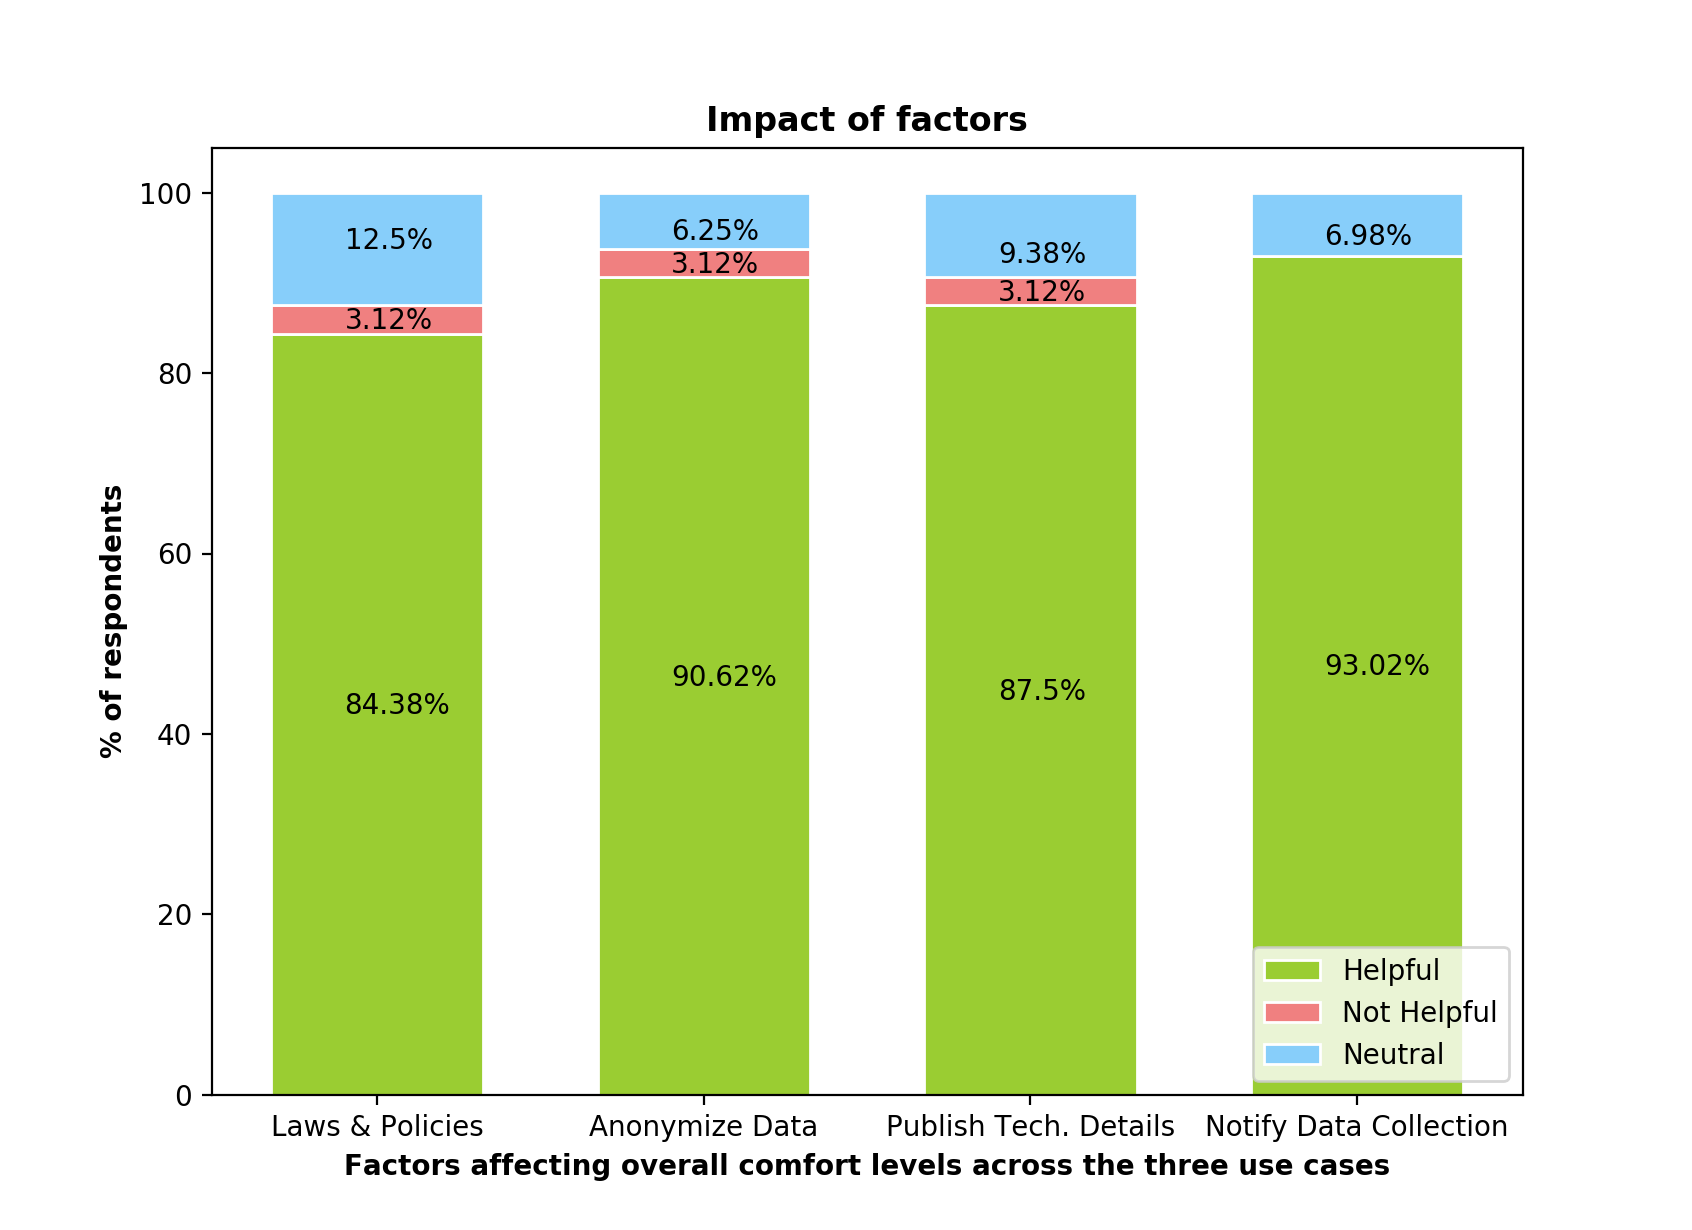 Impact of factors
100
80
60
40
20
0
% of respondents
12.5%
3.12%
84.38%
6.25%
3.12%
90.62%
9.38%
3.12%
87.5%
6.98%
93.02%
Helpful
Not Helpful
Neutral
Laws & Policies
Anonymize Data
Publish Tech. Details
Notify Data Collection
Factors affecting overall comfort levels across the three use cases